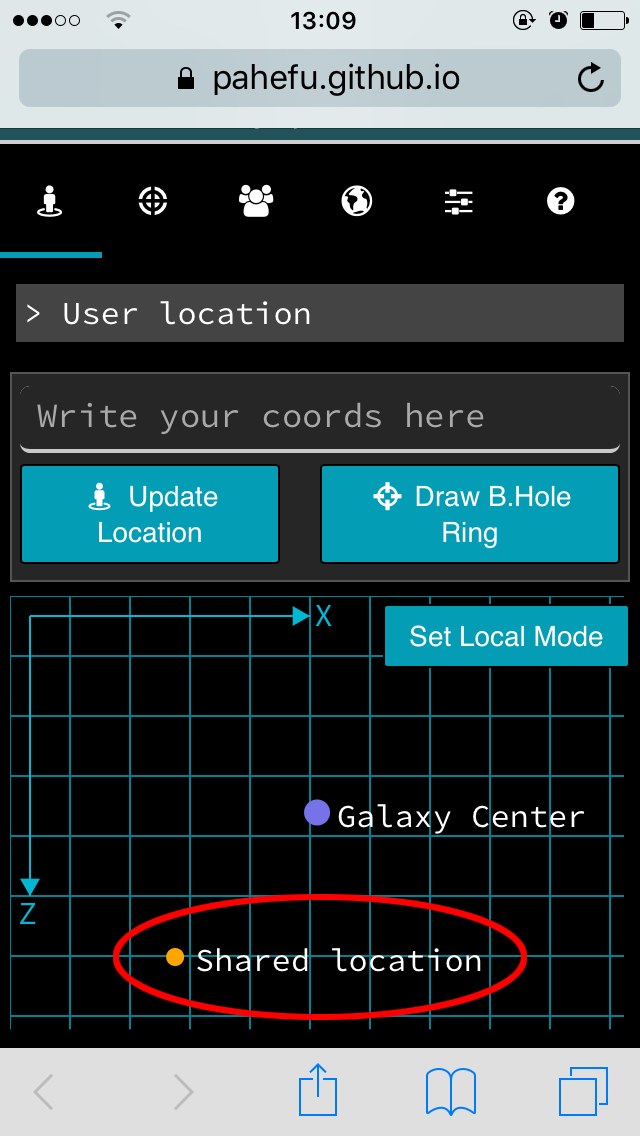 13:09
pahefu.github.io
> User location
Write your coords here
Update
Location
Draw B.Hole
Ring
X
Set Local Mode
Galaxy Center
Z
Shared location